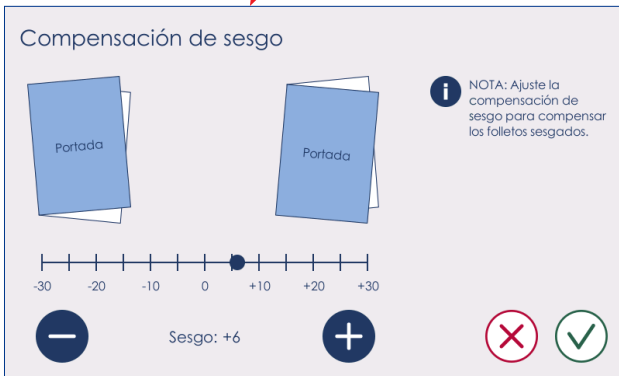 Compensación de sesgo
Portada
Portada
NOTA: Ajuste la
compensación de
sesgo para compensar
los folletos sesgados.
-30 -20 -10 0 +10 +20 +30
Sesgo: +6